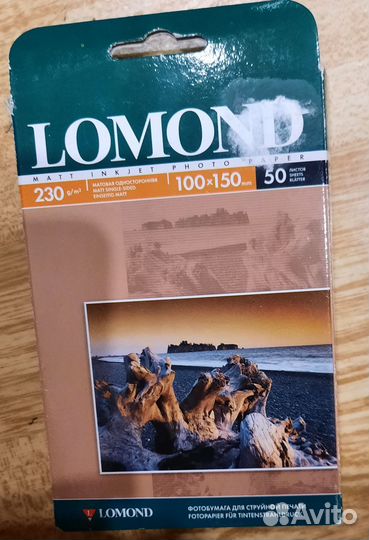 LOMOND
MATT INKJET PHOTO PAPER
230 g/m²
МАТОВАЯ ОДНОСТОРОННЯЯ
MATT SINGLE-SIDED
EINSEITIG MATT
100×150 mm
50
ЛИСТОВ
SHEETS
BLÄTTER
LOMOND
ФОТОБУМАГА ДЛЯ СТРУЙНОЙ ПЕЧАТИ
FOTOPAPIER FÜR TINTENSTRAHLDRUCK
Avito